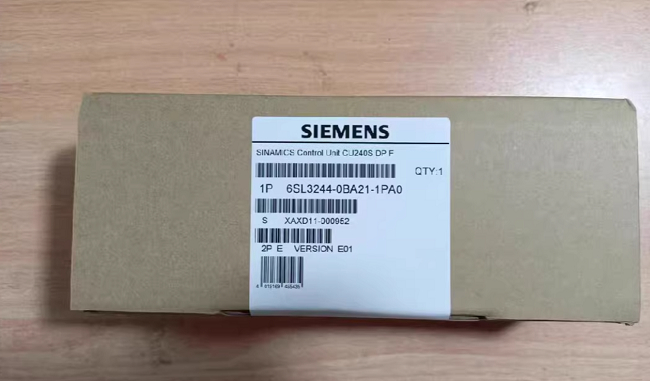 SIEMENS
SINAMICS Control Unit CU240S DP F
QTY:1
1P 6SL3244-0BA21-1PA0
S XAXD11-000952
2P E VERSION E01